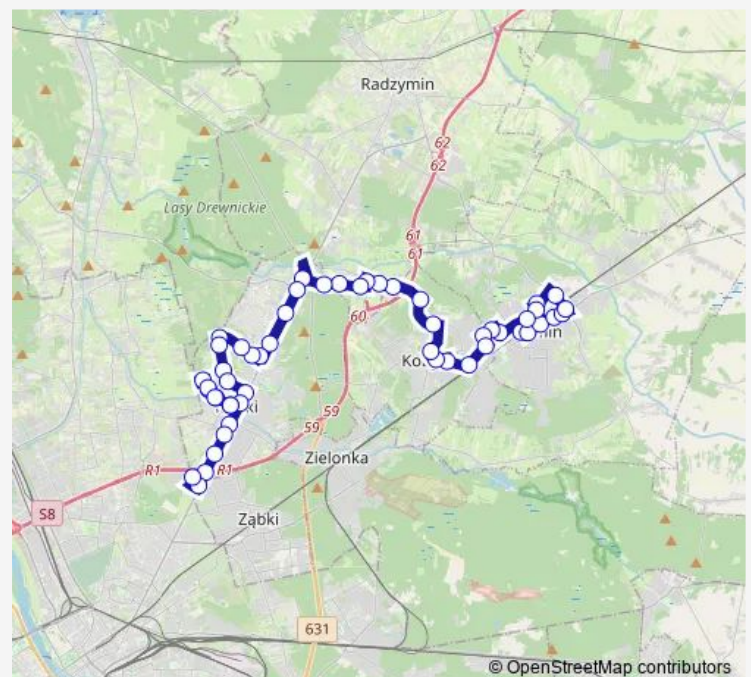 Radzymin
62
62
Lasy Drewnickie
61
61
60
59
59
Zielonka
R1
R1
S8
Ząbki
631
© OpenStreetMap contributors